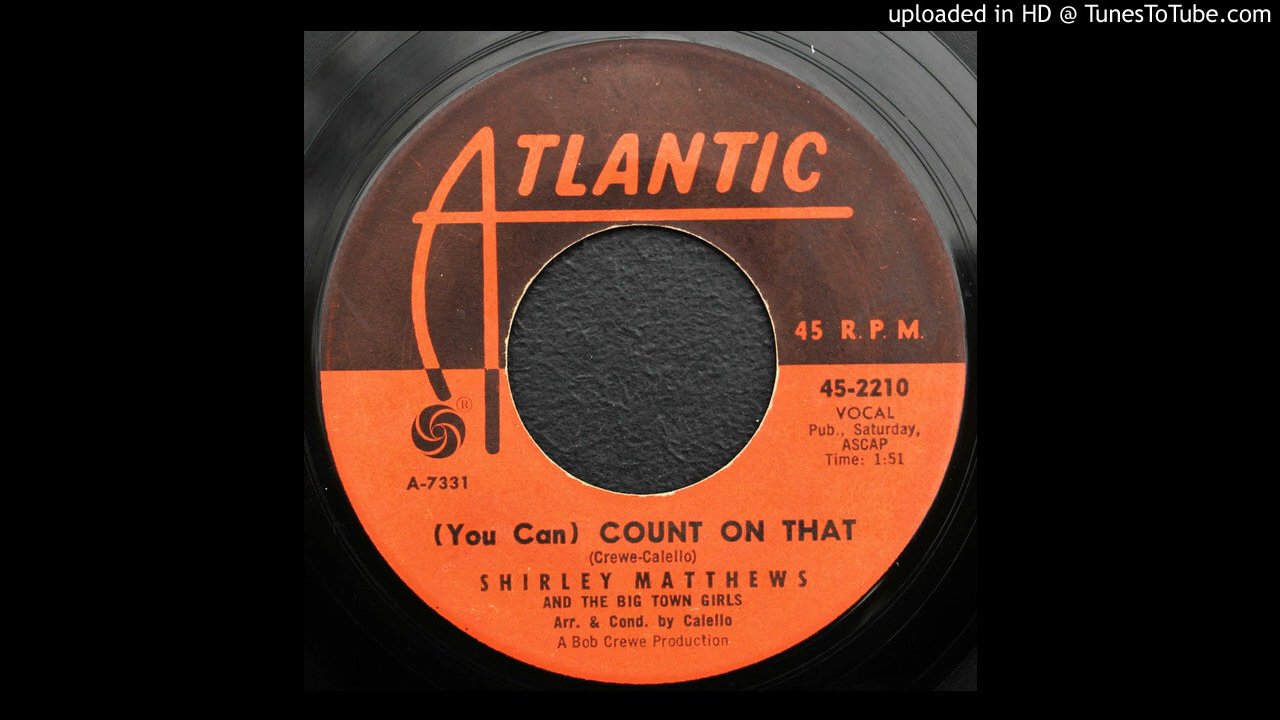 uploaded in HD @ TunesToTube.com
ATLANTIC
45 R.P.M.
45-2210
VOCAL
Pub., Saturday,
ASCAP
Time: 1:51
®
A-7331
(You Can) COUNT ON THAT
(Crewe-Calello)
SHIRLEY MATTHEWS
AND THE BIG TOWN GIRLS
Arr. & Cond. by Calello
A Bob Crewe Production